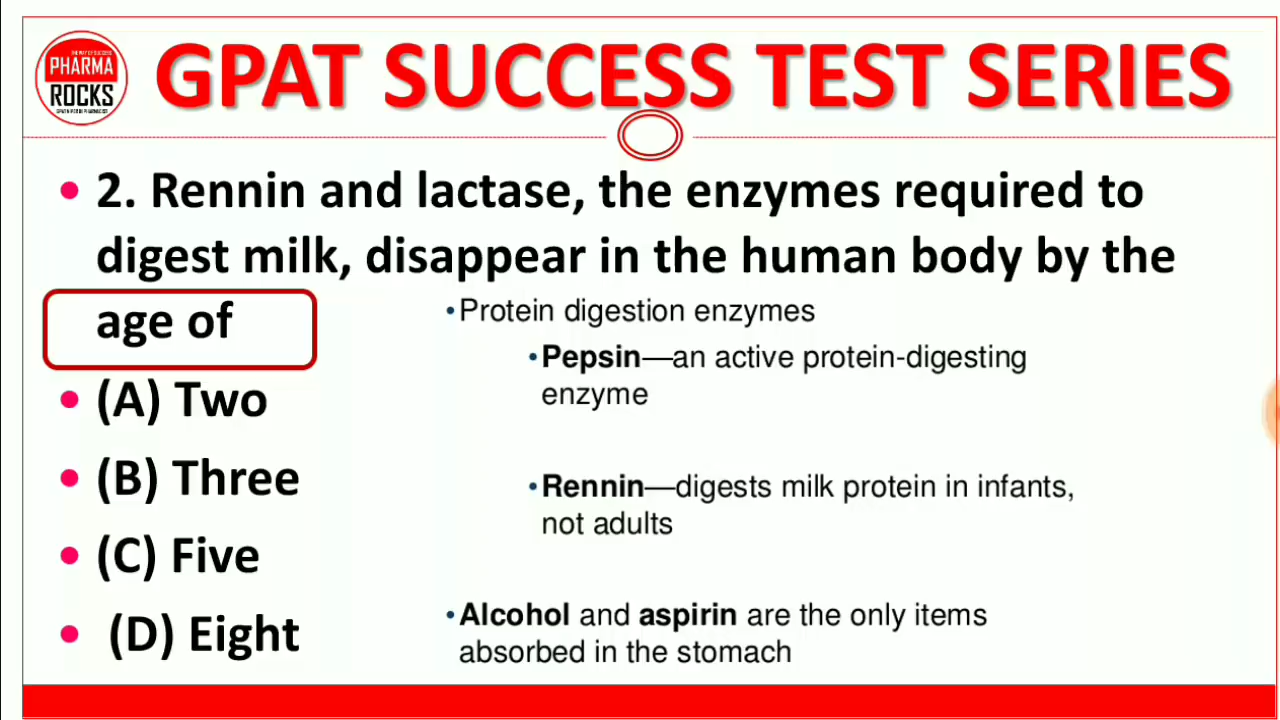 PHARMA
ROCKS
GPAT SUCCESS TEST SERIES
• 2. Rennin and lactase, the enzymes required to
digest milk, disappear in the human body by the
age of
• (A) Two
• (B) Three
• (C) Five
• (D) Eight
•Protein digestion enzymes
•Pepsin—an active protein-digesting
enzyme
•Rennin—digests milk protein in infants,
not adults
•Alcohol and aspirin are the only items
absorbed in the stomach